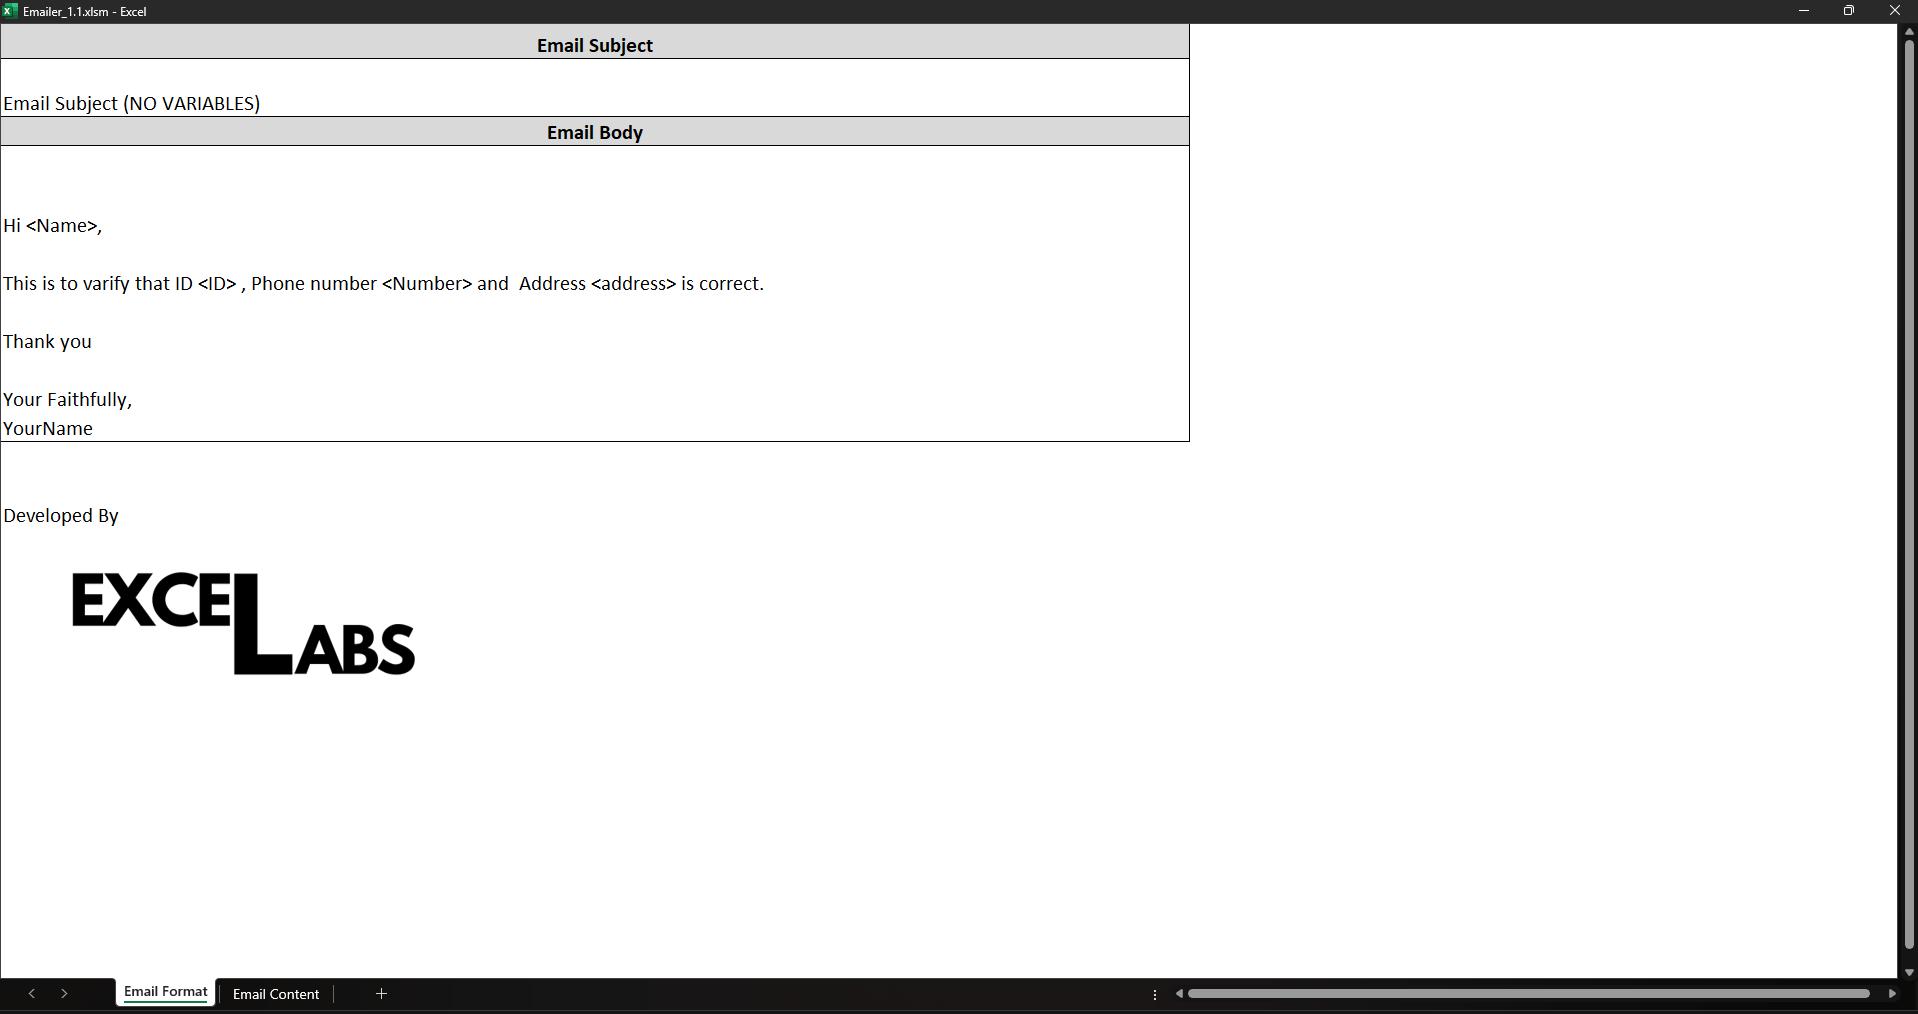 Emailer_1.1.xlsm - Excel
Email Subject
Email Subject (NO VARIABLES)
Email Body
Hi <Name>,
This is to varify that ID <ID> , Phone number <Number> and  Address <address> is correct.
Thank you
Your Faithfully,
YourName
Developed By
EXCEL
ABS
Email Format
Email Content